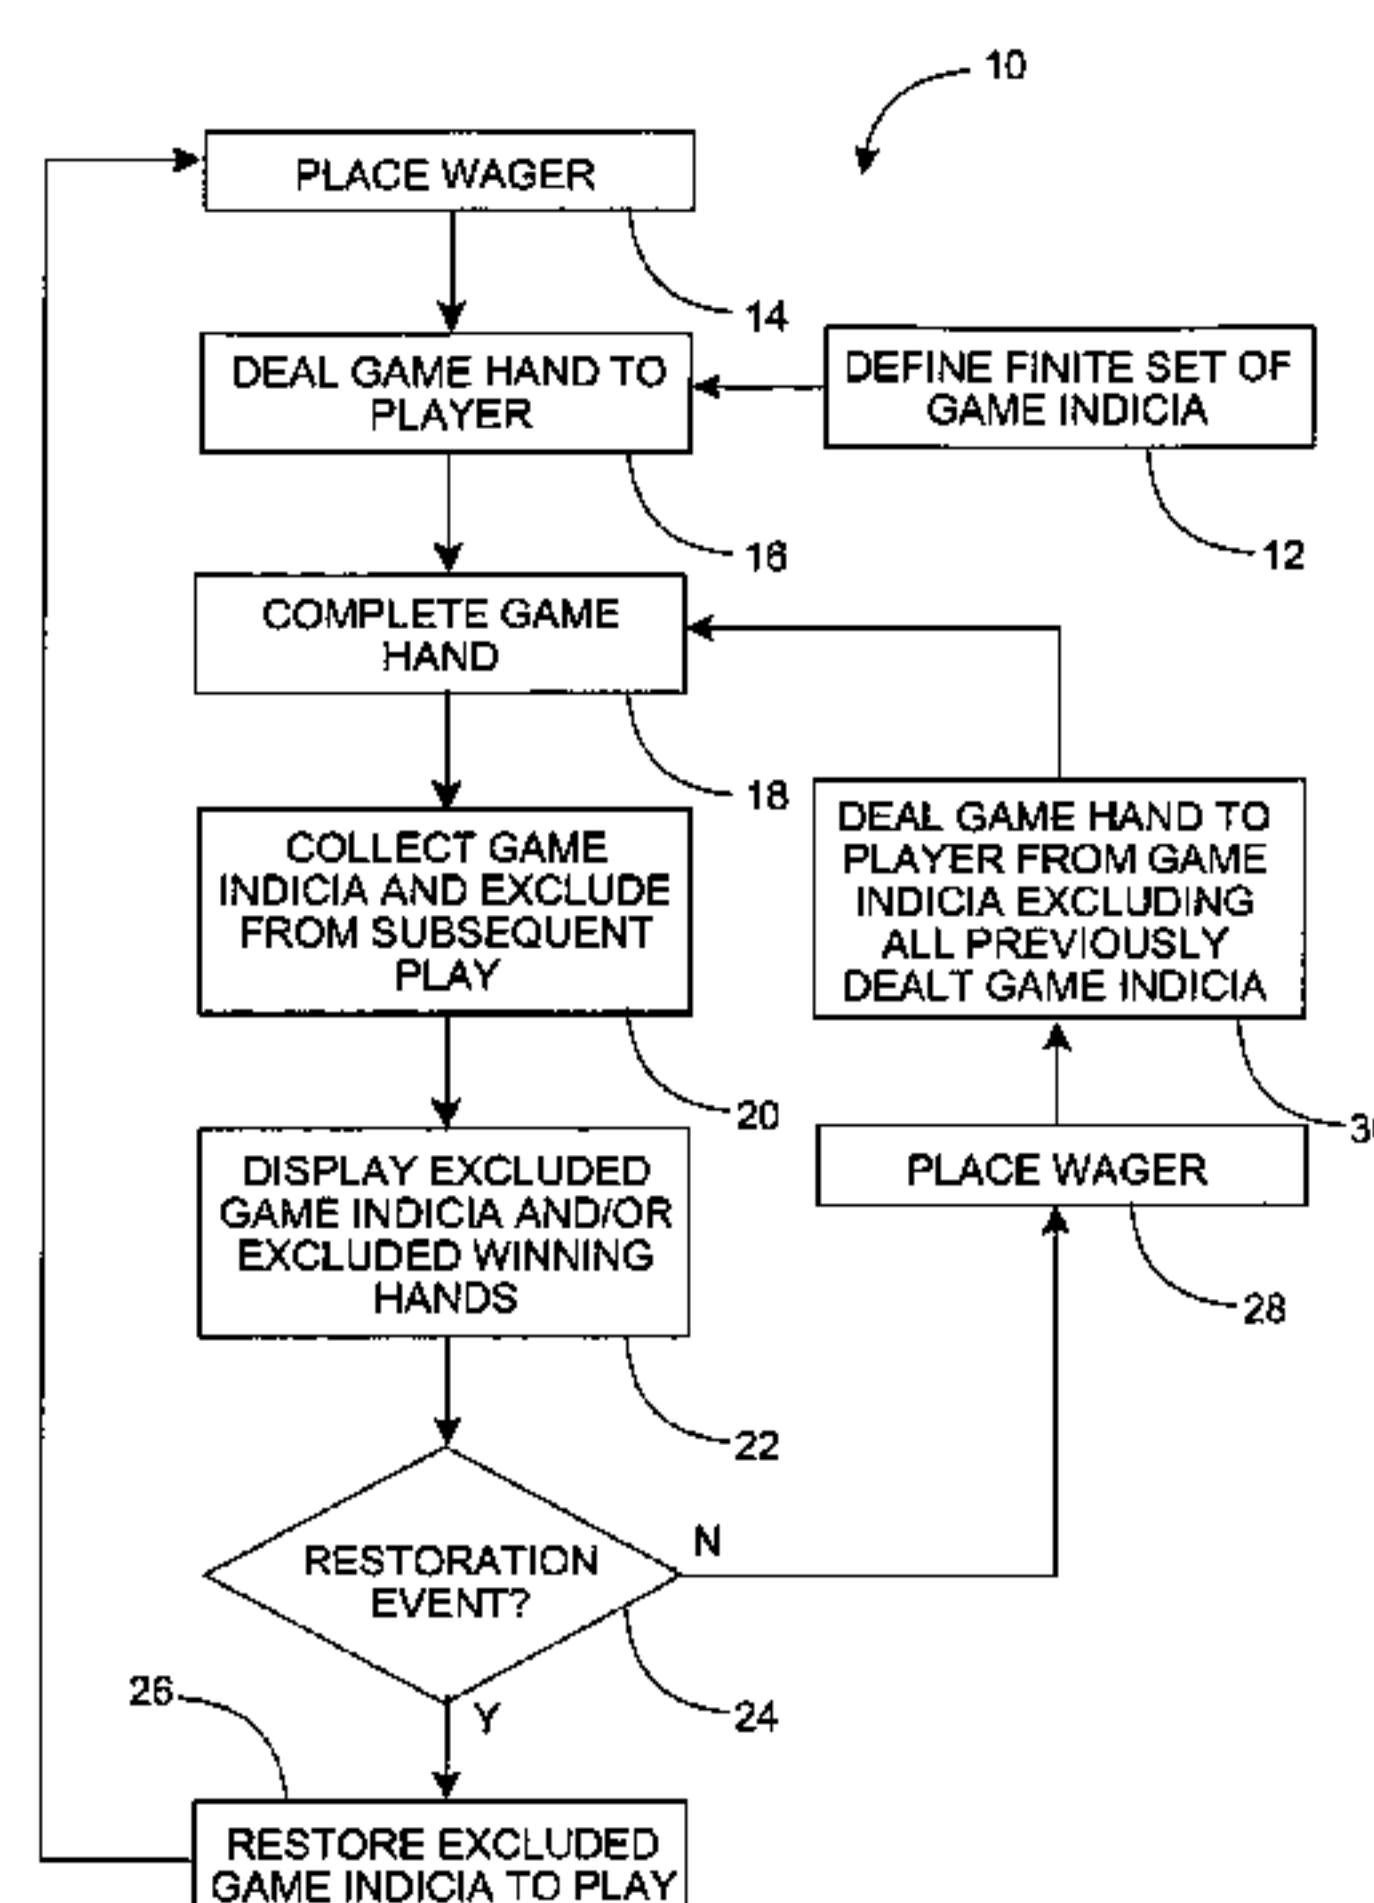 10
PLACE WAGER
14
DEAL GAME HAND TO
PLAYER
DEFINE FINITE SET OF
GAME INDICIA
16
12
COMPLETE GAME
HAND
18
COLLECT GAME
INDICIA AND EXCLUDE
FROM SUBSEQUENT
PLAY
20
DEAL GAME HAND TO
PLAYER FROM GAME
INDICIA EXCLUDING
ALL PREVIOUSLY
DEALT GAME INDICIA
PLACE WAGER
28
DISPLAY EXCLUDED
GAME INDICIA AND/OR
EXCLUDED WINNING
HANDS
22
RESTORATION
EVENT?
N
24
Y
26
RESTORE EXCLUDED
GAME INDICIA TO PLAY